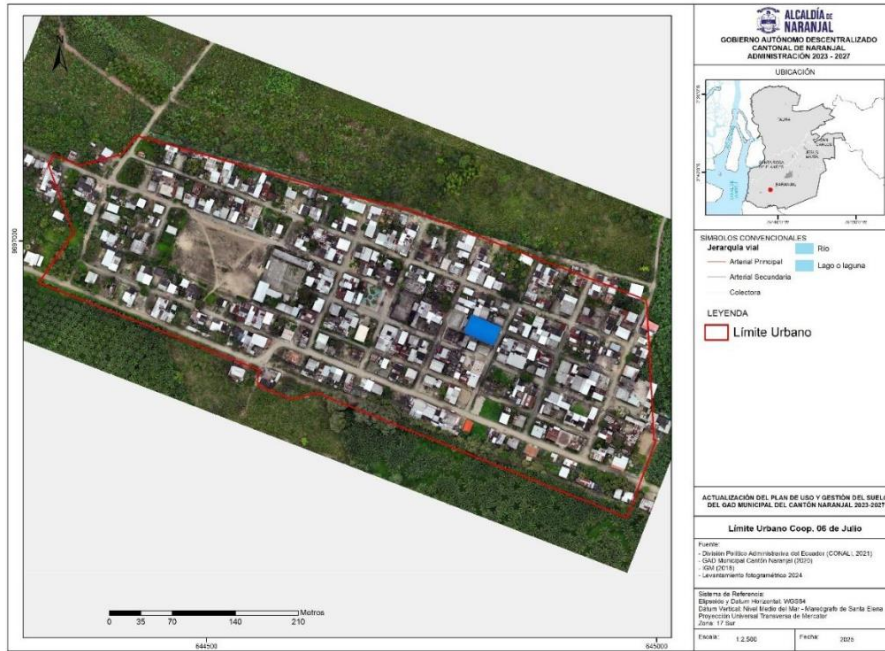 ALCALDÍA DE
NARANJAL
GOBIERNO AUTÓNOMO DESCENTRALIZADO
CANTONAL DE NARANJAL
ADMINISTRACIÓN 2023 - 2027
UBICACIÓN
TAURA
JESÚS
MARÍA
NARANJAL
SÍMBOLOS CONVENCIONALES
Jerarquía vial
Arterial Principal
Arterial Secundaria
Colectora
Río
Lago o laguna
LEYENDA
Límite Urbano
9697000
Metros
0 35 70 140 210
644500
645000
ACTUALIZACIÓN DEL PLAN DE USO Y GESTIÓN DEL SUELO
DEL GAD MUNICIPAL DEL CANTÓN NARANJAL 2023-2027
Límite Urbano Coop. 06 de Julio
Fuente:
- División Político Administrativa del Ecuador (CONALI, 2021)
- GAD Municipal Cantón Naranjal (2020)
- IGM (2018)
- Levantamiento fotogramétrico 2024
Sistema de Referencia:
Elipsoide y Datum Horizontal: WGS84
Datum Vertical: Nivel Medio del Mar - Mareógrafo de Santa Elena
Proyección Universal Transversa de Mercator
Zona: 17 Sur
Escala: 1:2.500
Fecha: 2025